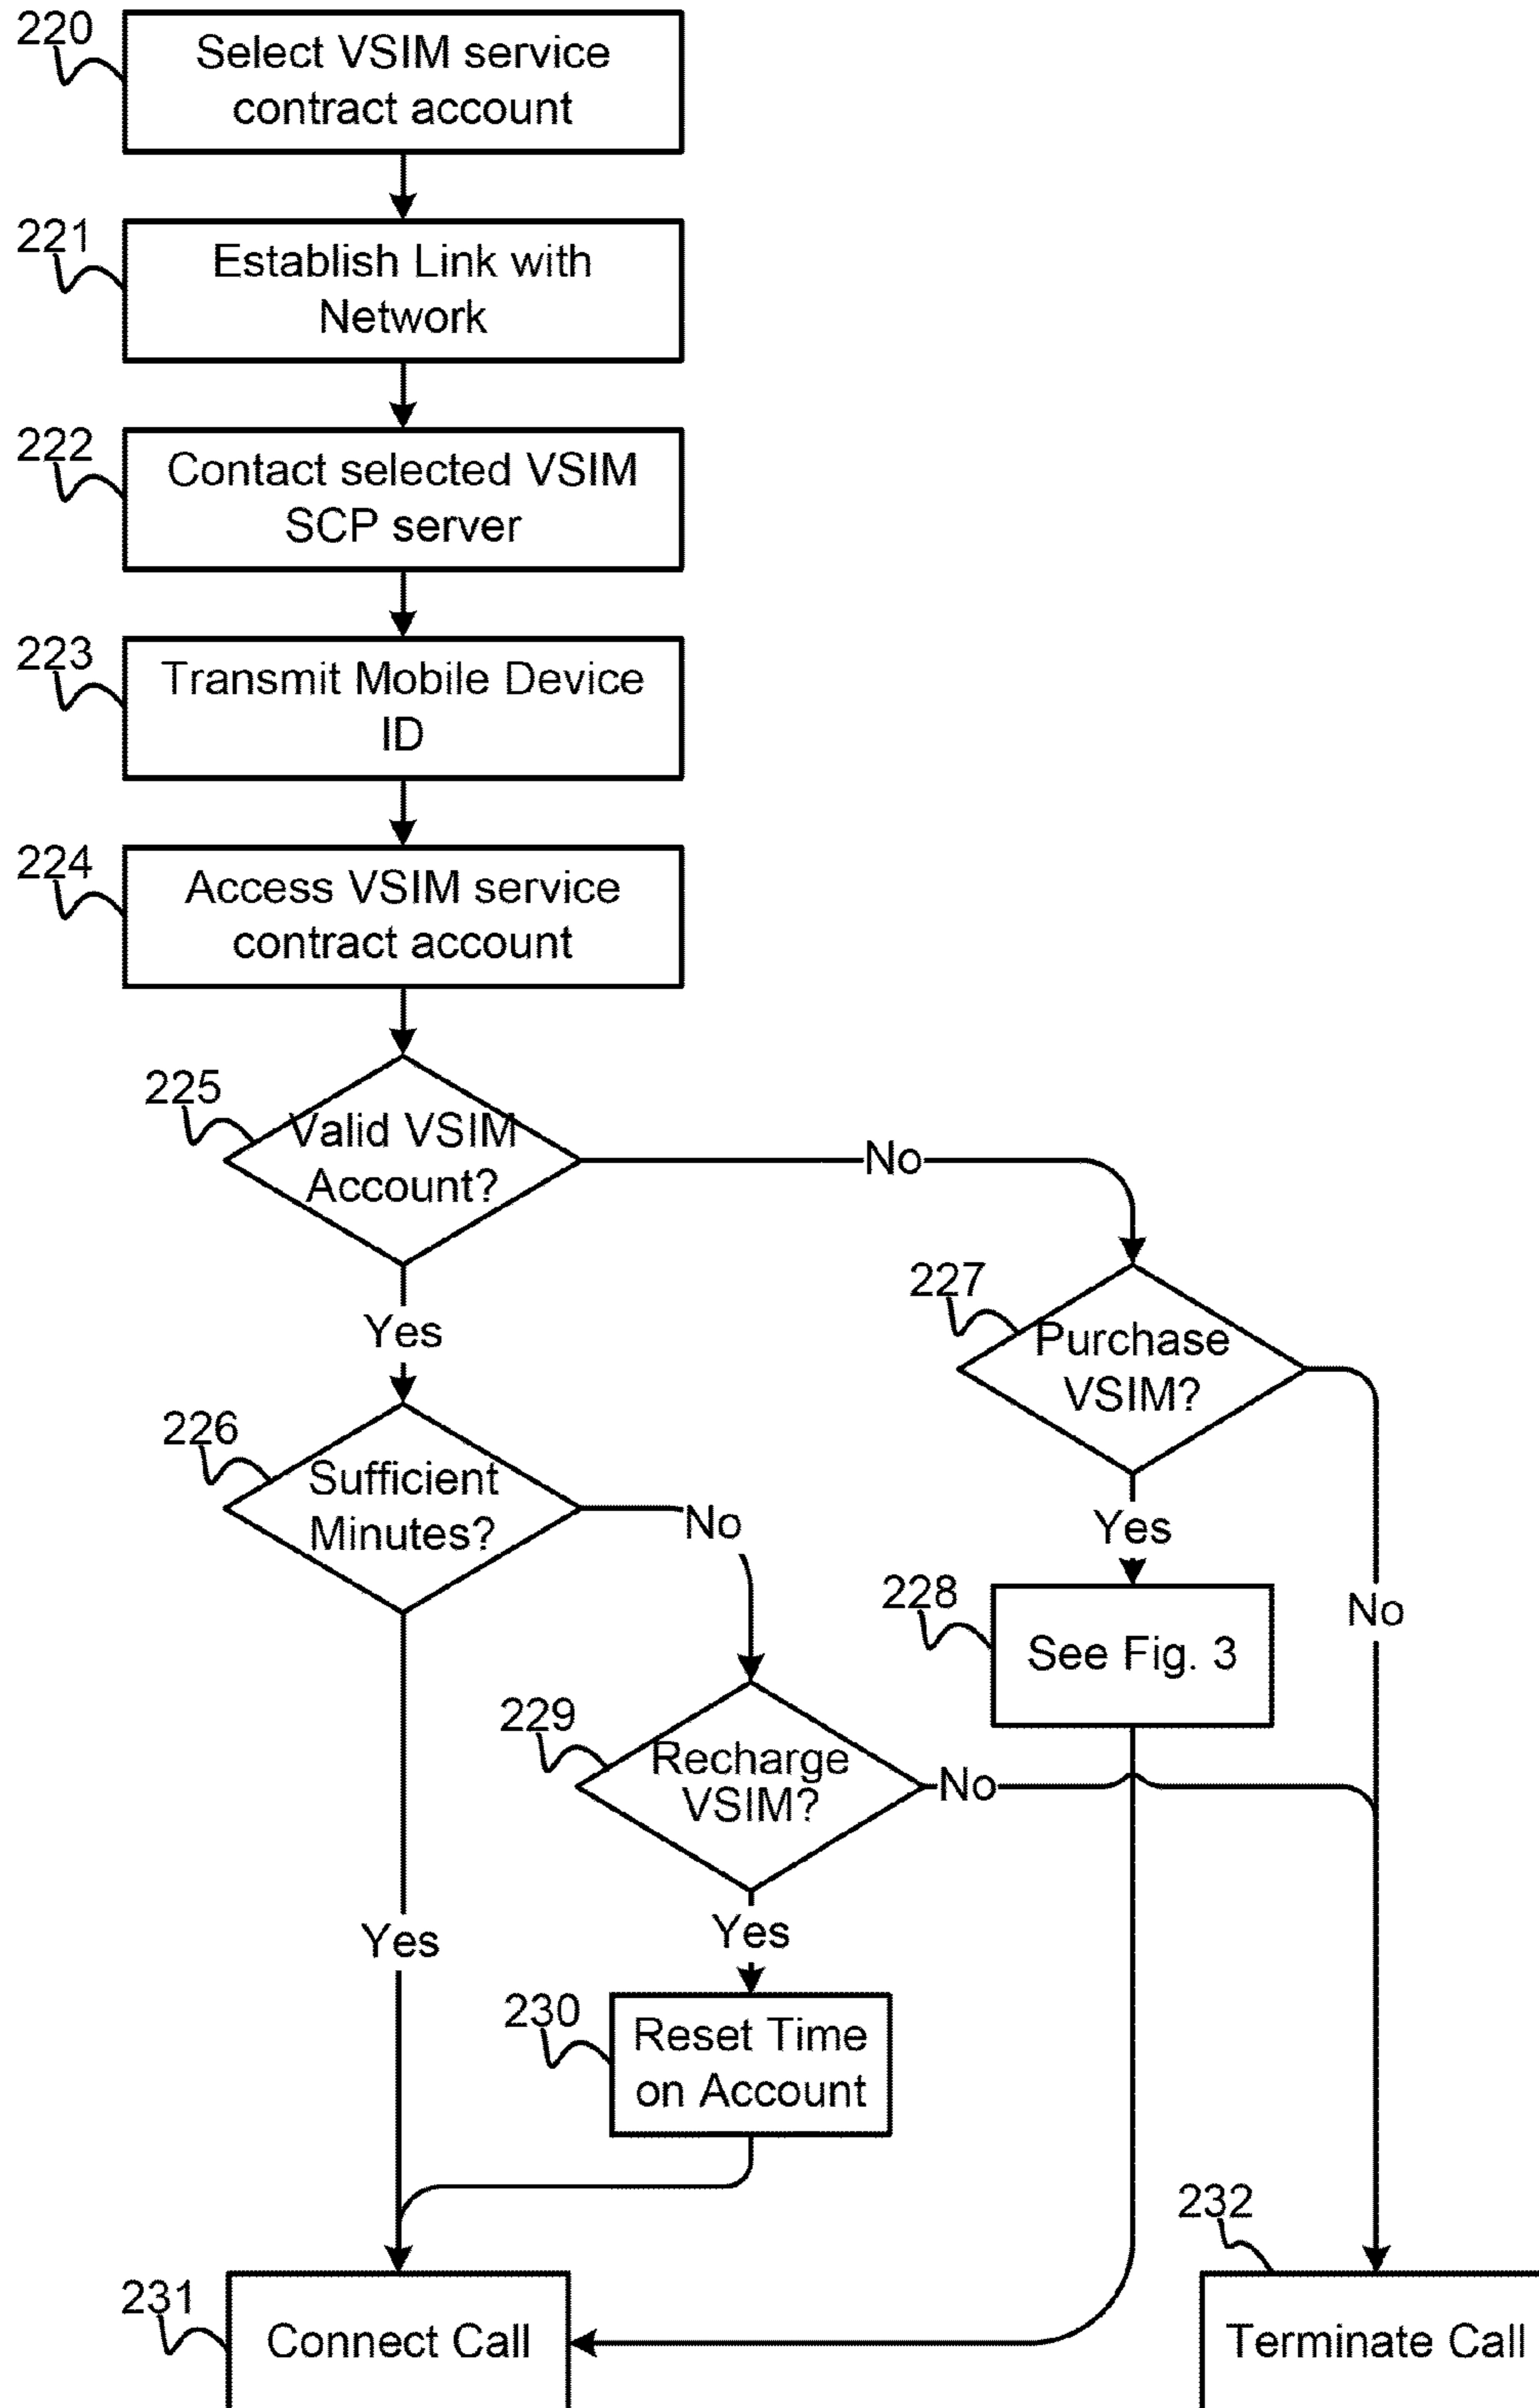 220
Select VSIM service
contract account
221
Establish Link with
Network
222
Contact selected VSIM
SCP server
223
Transmit Mobile Device
ID
224
Access VSIM service
contract account
225
Valid VSIM
Account?
No
Yes
227
Purchase
VSIM?
226
Sufficient
Minutes?
No
Yes
228
See Fig. 3
No
229
Recharge
VSIM?
No
Yes
Yes
230
Reset Time
on Account
232
231
Connect Call
Terminate Call